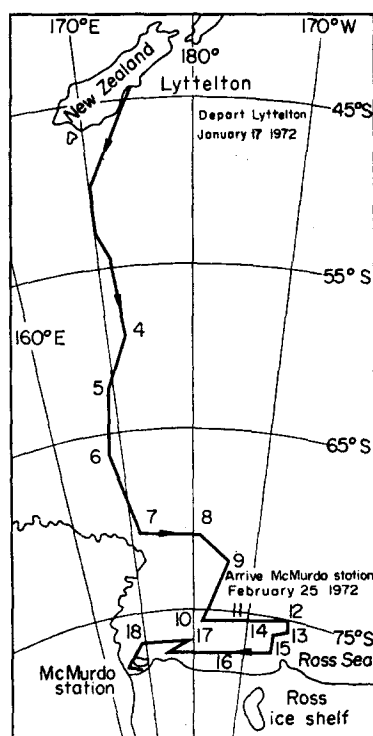 170°E
180°
170°W
New Zealand
Lyttelton
45°S
Depart Lyttelton
January 17 1972
55°S
4
160°E
5
65°S
6
7
8
9
Arrive McMurdo station
February 25 1972
10
11
12
13
14
75°S
15
16
17
18
Ross Sea
McMurdo
station
Ross
ice shelf